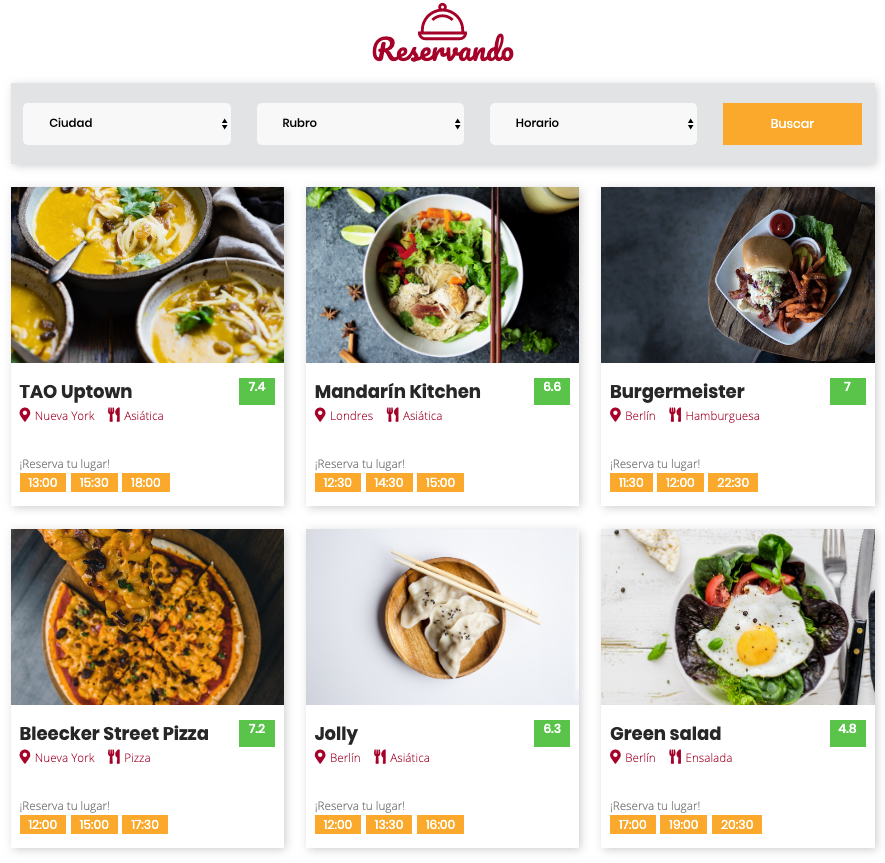 Reservando
Ciudad Rubro Horario Buscar
TAO Uptown 7.4
Nueva York Asiática
¡Reserva tu lugar!
13:00 15:30 18:00
Mandarín Kitchen 6.6
Londres Asiática
¡Reserva tu lugar!
12:30 14:30 15:00
Burgermeister 7
Berlín Hamburguesa
¡Reserva tu lugar!
11:30 12:00 22:30
Bleecker Street Pizza 7.2
Nueva York Pizza
¡Reserva tu lugar!
12:00 15:00 17:30
Jolly 6.3
Berlín Asiática
¡Reserva tu lugar!
12:00 13:30 16:00
Green salad 4.8
Berlín Ensalada
¡Reserva tu lugar!
17:00 19:00 20:30